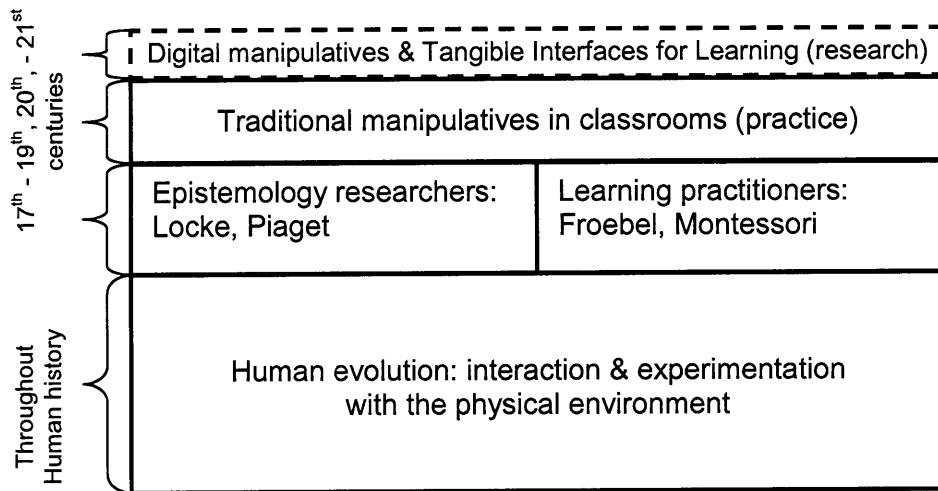 17th - 19th, 20th, - 21st
centuries
Digital manipulatives & Tangible Interfaces for Learning (research)
Traditional manipulatives in classrooms (practice)
Epistemology researchers:
Locke, Piaget
Learning practitioners:
Froebel, Montessori
Throughout
Human history
Human evolution: interaction & experimentation
with the physical environment